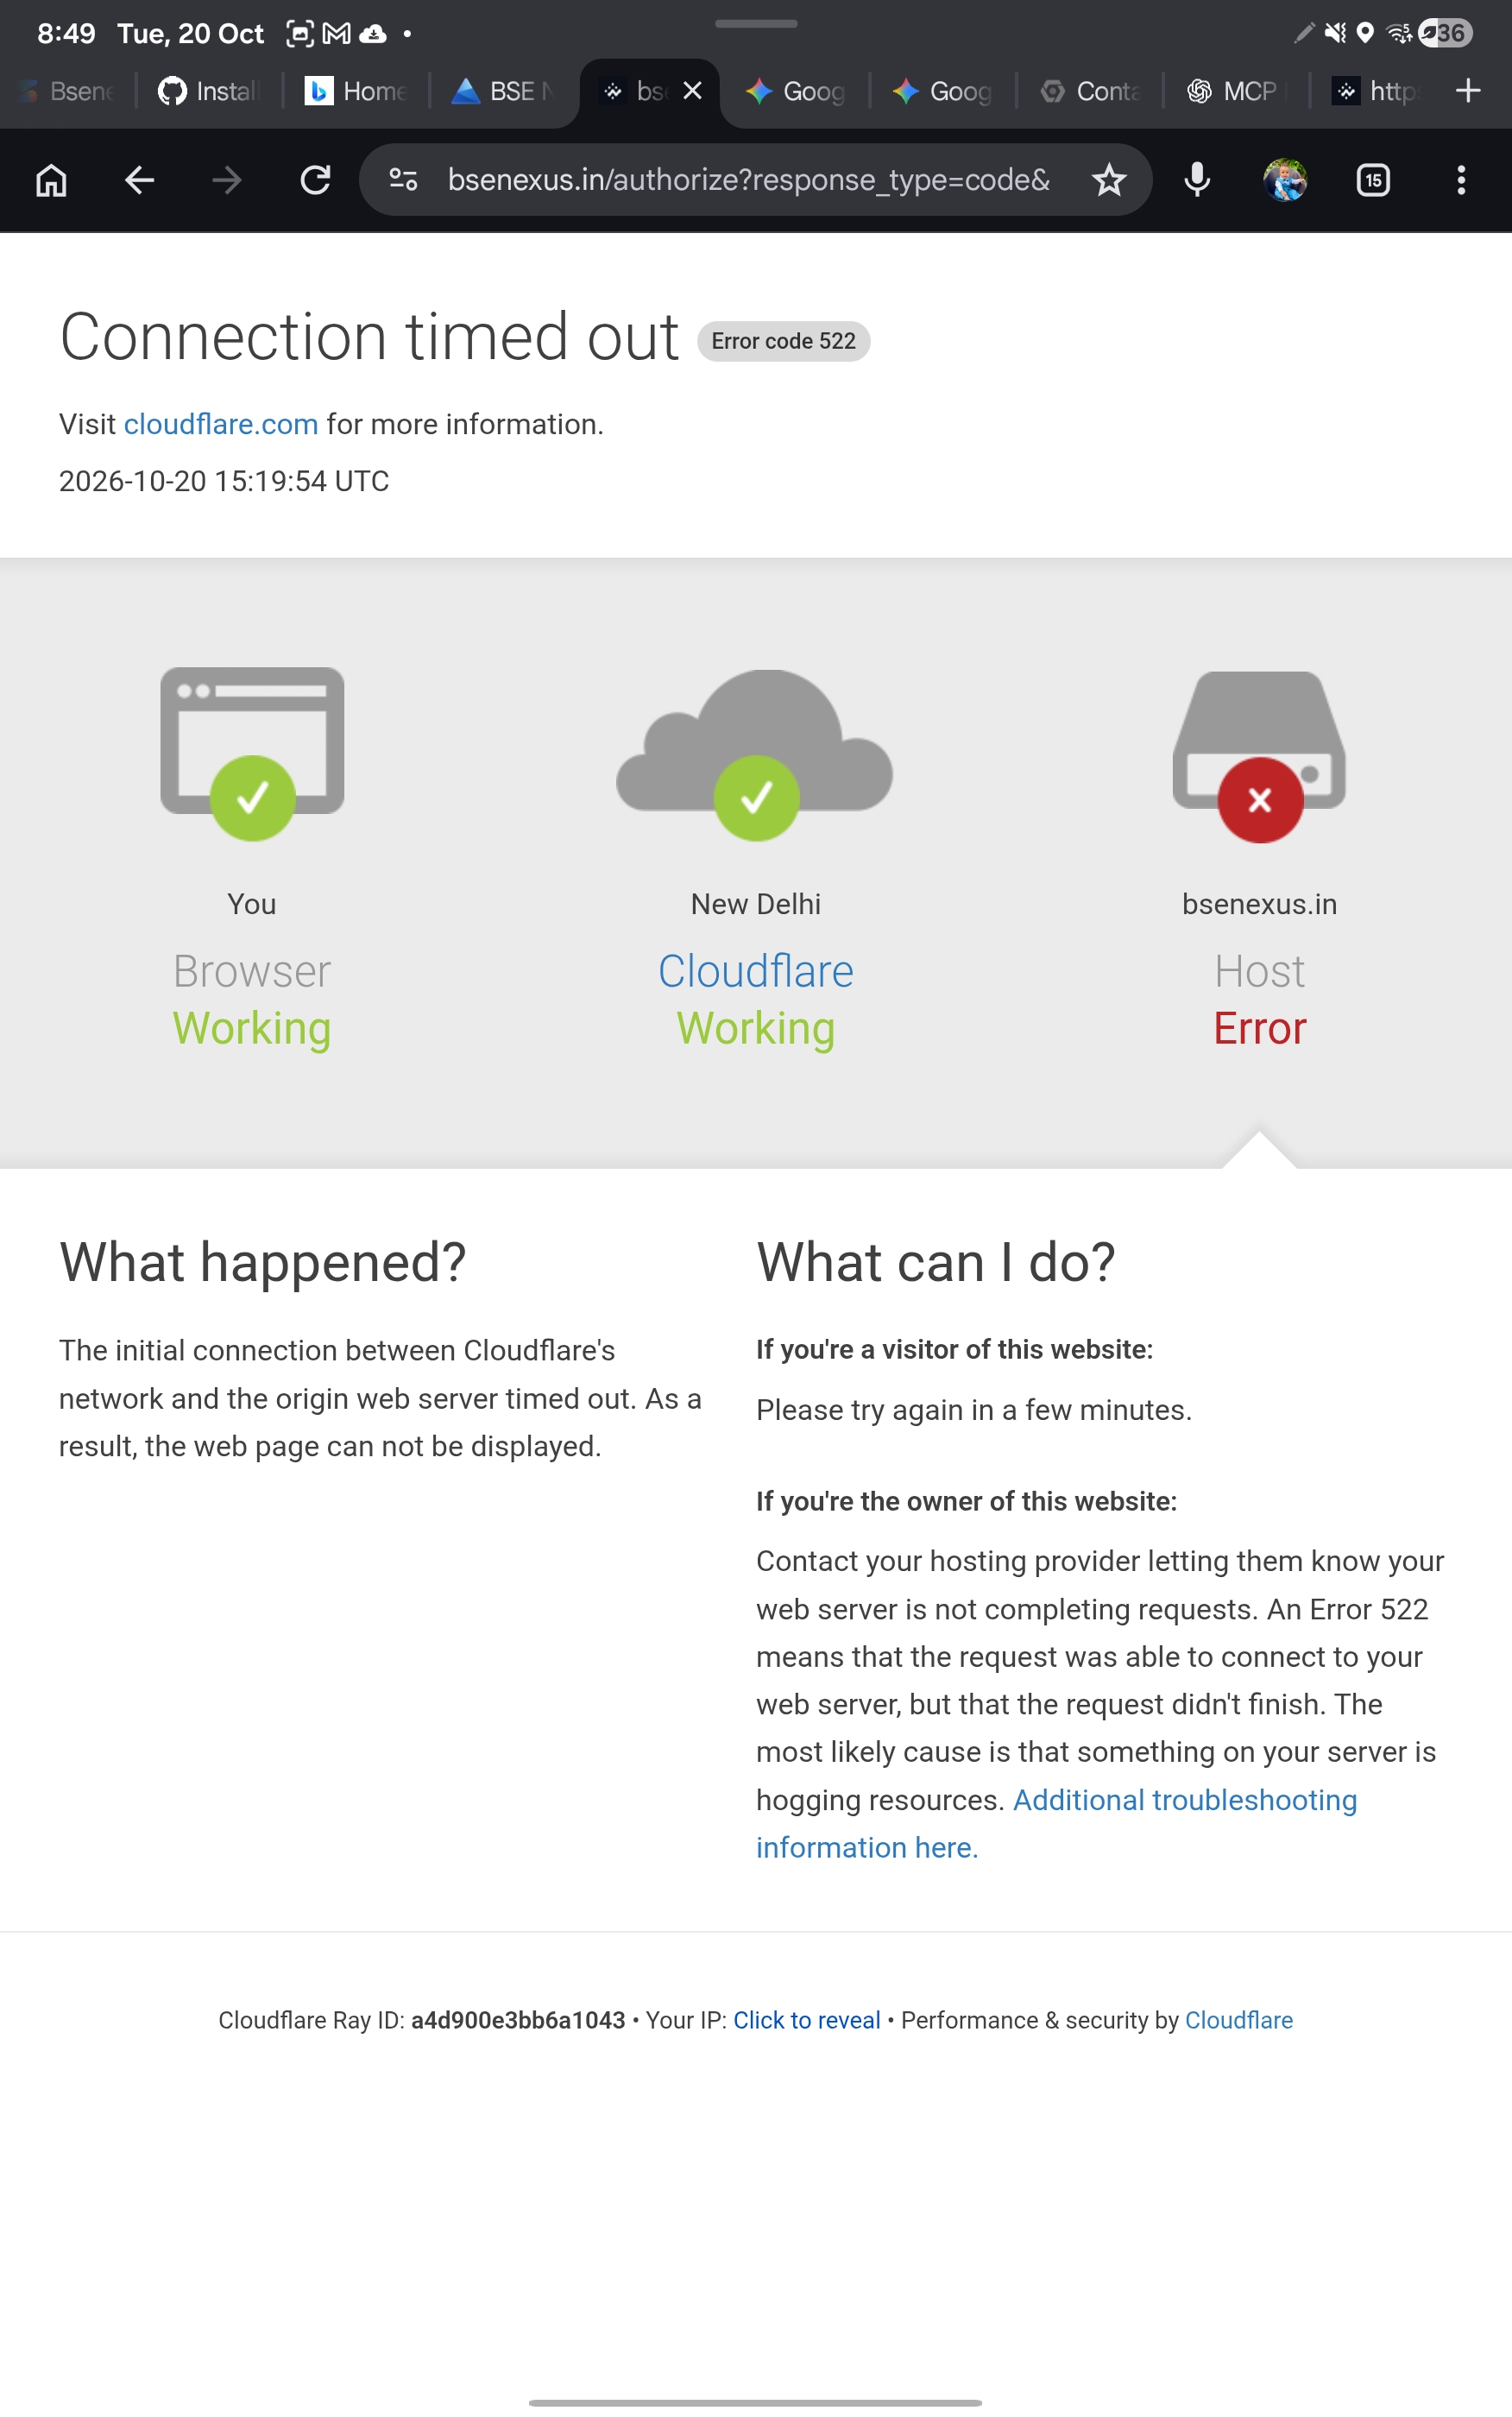 8:49 Tue, 20 Oct
36
Instal
Home
BSE
Goog
Goog
MCP
http
bsenexus.in/authorize?response_type=code&
15
Connection timed out Error code 522
Visit cloudflare.com for more information.
2026-10-20 15:19:54 UTC
You
Browser
Working
New Delhi
Cloudflare
Working
bsenexus.in
Host
Error
What happened?
The initial connection between Cloudflare's
network and the origin web server timed out. As a
result, the web page can not be displayed.
What can I do?
If you're a visitor of this website:
Please try again in a few minutes.
If you're the owner of this website:
Contact your hosting provider letting them know your
web server is not completing requests. An Error 522
means that the request was able to connect to your
web server, but that the request didn't finish. The
most likely cause is that something on your server is
hogging resources. Additional troubleshooting
information here.
Cloudflare Ray ID: a4d900e3bb6a1043 • Your IP: Click to reveal • Performance & security by Cloudflare